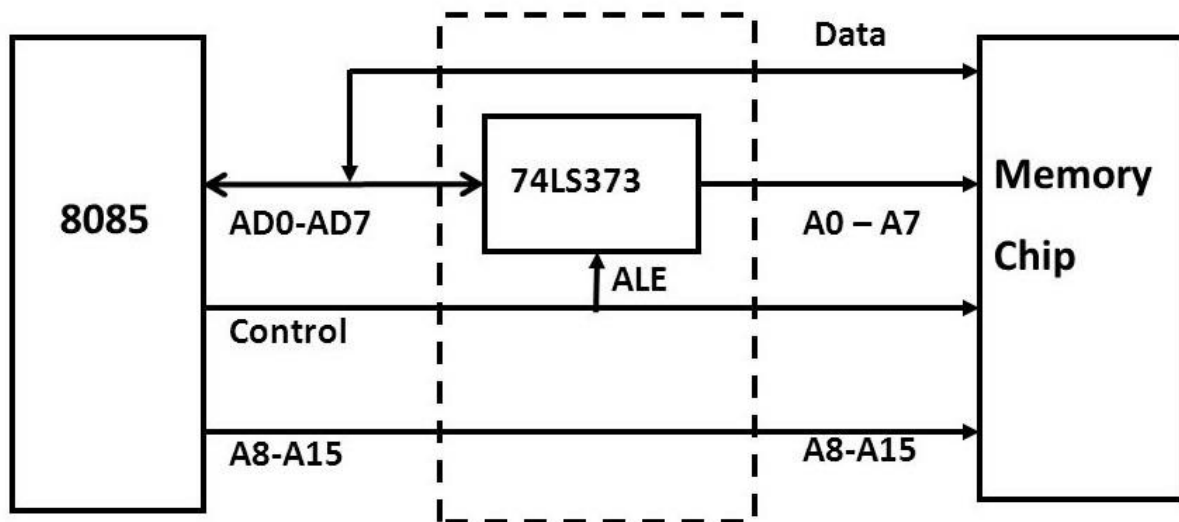 Data
74LS373
8085
AD0-AD7
A0 – A7
Memory
Chip
ALE
Control
A8-A15
A8-A15